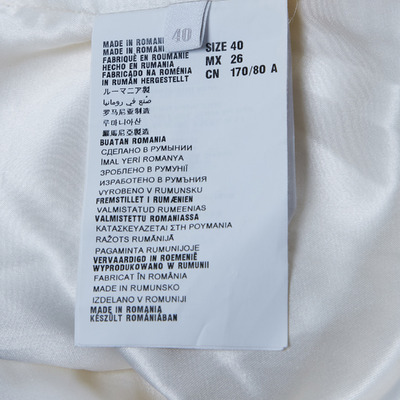 40
MADE IN ROMANI
MADE IN ROMANI
FABRIQUÉ EN ROUMANIE
HECHO EN RUMANIA
FABRICADO NA ROMÉNIA
IN RUMÄN HERGESTELLT
ルーマニア製
صنع في رومانيا
罗马尼亚制造
루마니아산
羅馬尼亞製造
BUATAN ROMANIA
СДЕЛАНО В РУМЫНИИ
İMAL YERİ ROMANYA
ЗРОБЛЕНО В РУМУНІЇ
ИЗРАБОТЕНО В РУМЪНИЯ
VYROBENO V RUMUNSKU
FREMSTILLET I RUMÆNIEN
VALMISTATUD RUMEENIAS
VALMISTETTU ROMANIASSA
ΚΑΤΑΣΚΕΥΑΖΕΤΑΙ ΣΤΗ ΡΟΥΜΑΝΙΑ
RAŽOTS RUMĀNIJĀ
PAGAMINTA RUMUNIJOJE
VERVAARDIGD IN ROEMENIË
WYPRODUKOWANO W RUMUNII
FABRICAT ÎN ROMANIA
MADE IN RUMUNSKO
IZDELANO V ROMUNIJI
MADE IN ROMANIA
KÉSZÜLT ROMÁNIÁBAN
SIZE 40
MX 26
CN 170/80 A